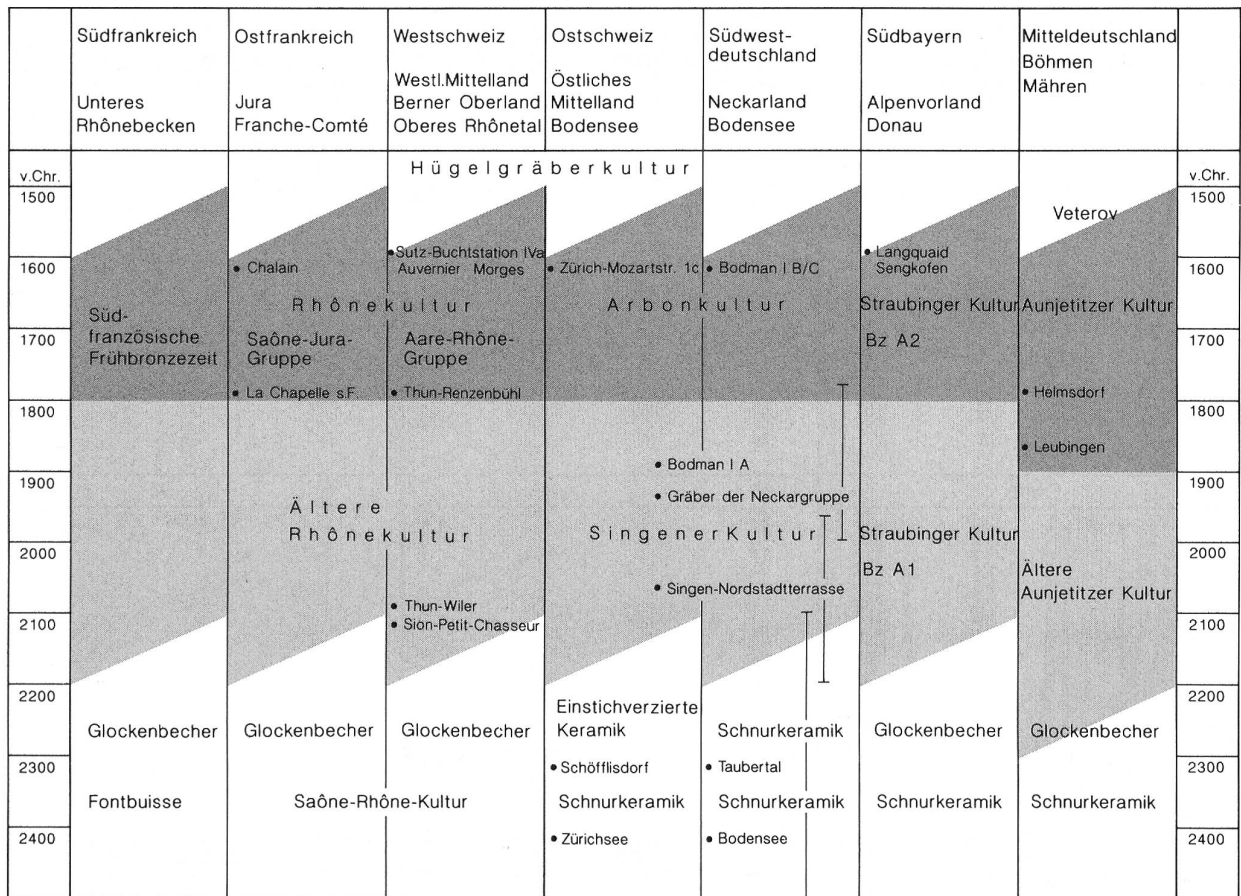 Südfrankreich
Unteres
Rhônebecken
Ostfrankreich
Jura
Franche-Comté
Westschweiz
Westl.Mittelland
Berner Oberland
Oberes Rhônetal
Ostschweiz
Östliches
Mittelland
Bodensee
Südwest-
deutschland
Neckarland
Bodensee
Südbayern
Alpenvorland
Donau
Mitteldeutschland
Böhmen
Mähren
v.Chr.
1500
1600
1700
1800
1900
2000
2100
2200
2300
2400
Hügelgräberkultur
Süd-
französische
Frühbronzezeit
Glockenbecher
Fontbuisse
• Chalain
Rhônekultur
Saône-Jura-
Gruppe
• La Chapelle s.F.
Ältere
Rhônekultur
Glockenbecher
Saône-Rhône-Kultur
• Sutz-Buchtstation IVa
Auvernier Morges
Aare-Rhône-
Gruppe
• Thun-Renzenbühl
• Thun-Wiler
• Sion-Petit-Chasseur
Glockenbecher
• Zürich-Mozartstr. 1c
Arbonkultur
• Bodman I A
• Gräber der Neckargruppe
Singener Kultur
• Singen-Nordstadtterrasse
Einstichverzierte
Keramik
• Schöfflisdorf
Schnurkeramik
• Zürichsee
• Bodman I B/C
Schnurkeramik
• Taubertal
Schnurkeramik
• Bodensee
• Langquaid
Sengkofen
Straubinger Kultur
Bz A2
Straubinger Kultur
Bz A1
Glockenbecher
Schnurkeramik
Veterov
Aunjetitzer Kultur
• Helmsdorf
• Leubingen
Ältere
Aunjetitzer Kultur
Glockenbecher
Schnurkeramik
v.Chr.
1500
1600
1700
1800
1900
2000
2100
2200
2300
2400